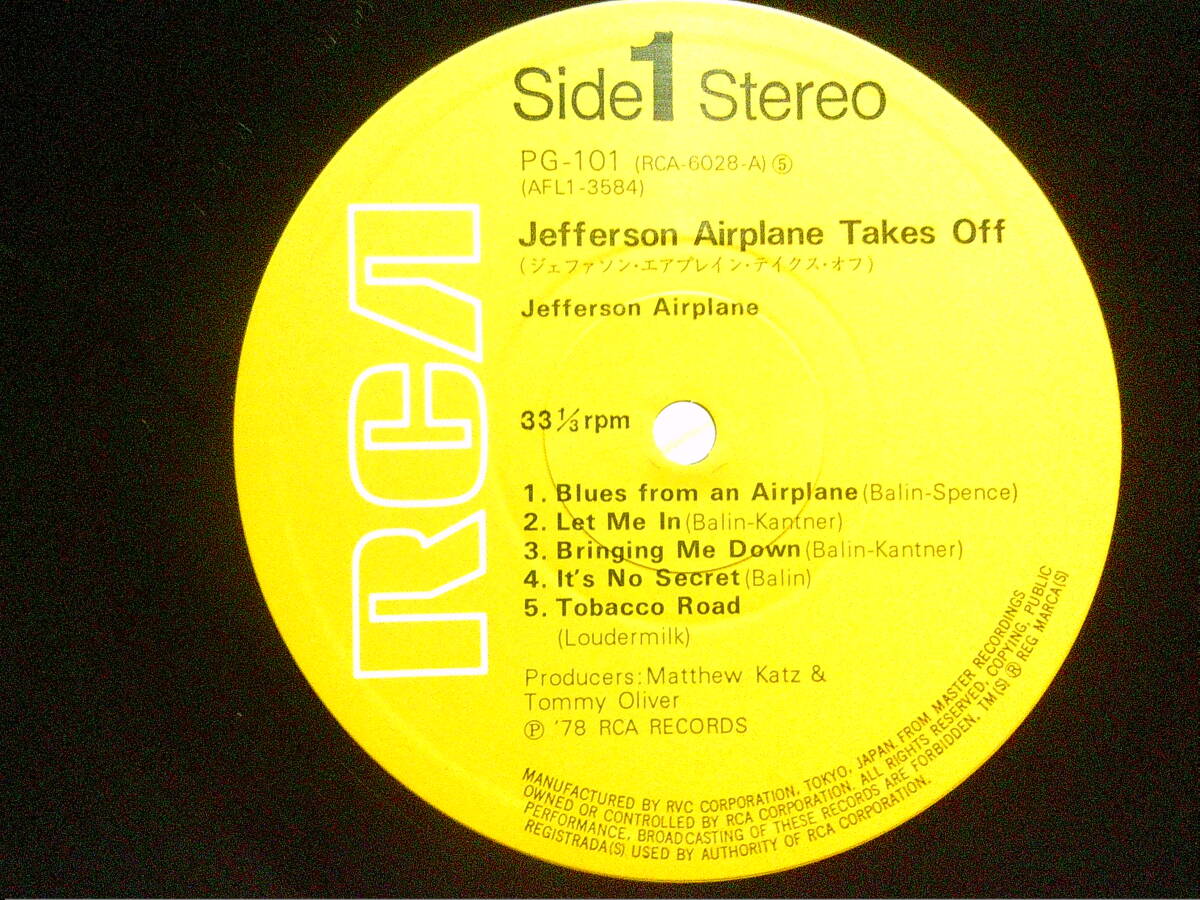 Side 1 Stereo
PG-101 (RCA-6028-A) ⑤
(AFL1-3584)
Jefferson Airplane Takes Off
(ジェファソン・エアプレイン・テイクス・オフ)
Jefferson Airplane
33 1/3 rpm
RCA
1. Blues from an Airplane (Balin-Spence)
2. Let Me In (Balin-Kantner)
3. Bringing Me Down (Balin-Kantner)
4. It's No Secret (Balin)
5. Tobacco Road
(Loudermilk)
Producers: Matthew Katz &
Tommy Oliver
Ⓟ '78 RCA RECORDS
MANUFACTURED BY RVC CORPORATION, TOKYO, JAPAN, FROM MASTER RECORDINGS
OWNED OR CONTROLLED BY RCA CORPORATION. ALL RIGHTS RESERVED, COPYING, PUBLIC
PERFORMANCE, BROADCASTING OF THESE RECORDS ARE FORBIDDEN. TM(S) ® REG MARCA(S)
REGISTRADA(S) USED BY AUTHORITY OF RCA CORPORATION.